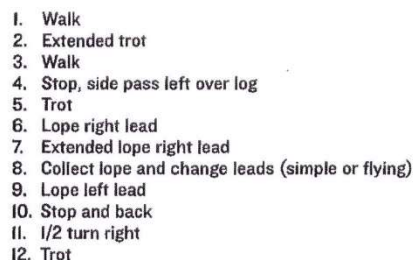 1. Walk
2. Extended trot
3. Walk
4. Stop, side pass left over log
5. Trot
6. Lope right lead
7. Extended lope right lead
8. Collect lope and change leads (simple or flying)
9. Lope left lead
10. Stop and back
11. 1/2 turn right
12. Trot